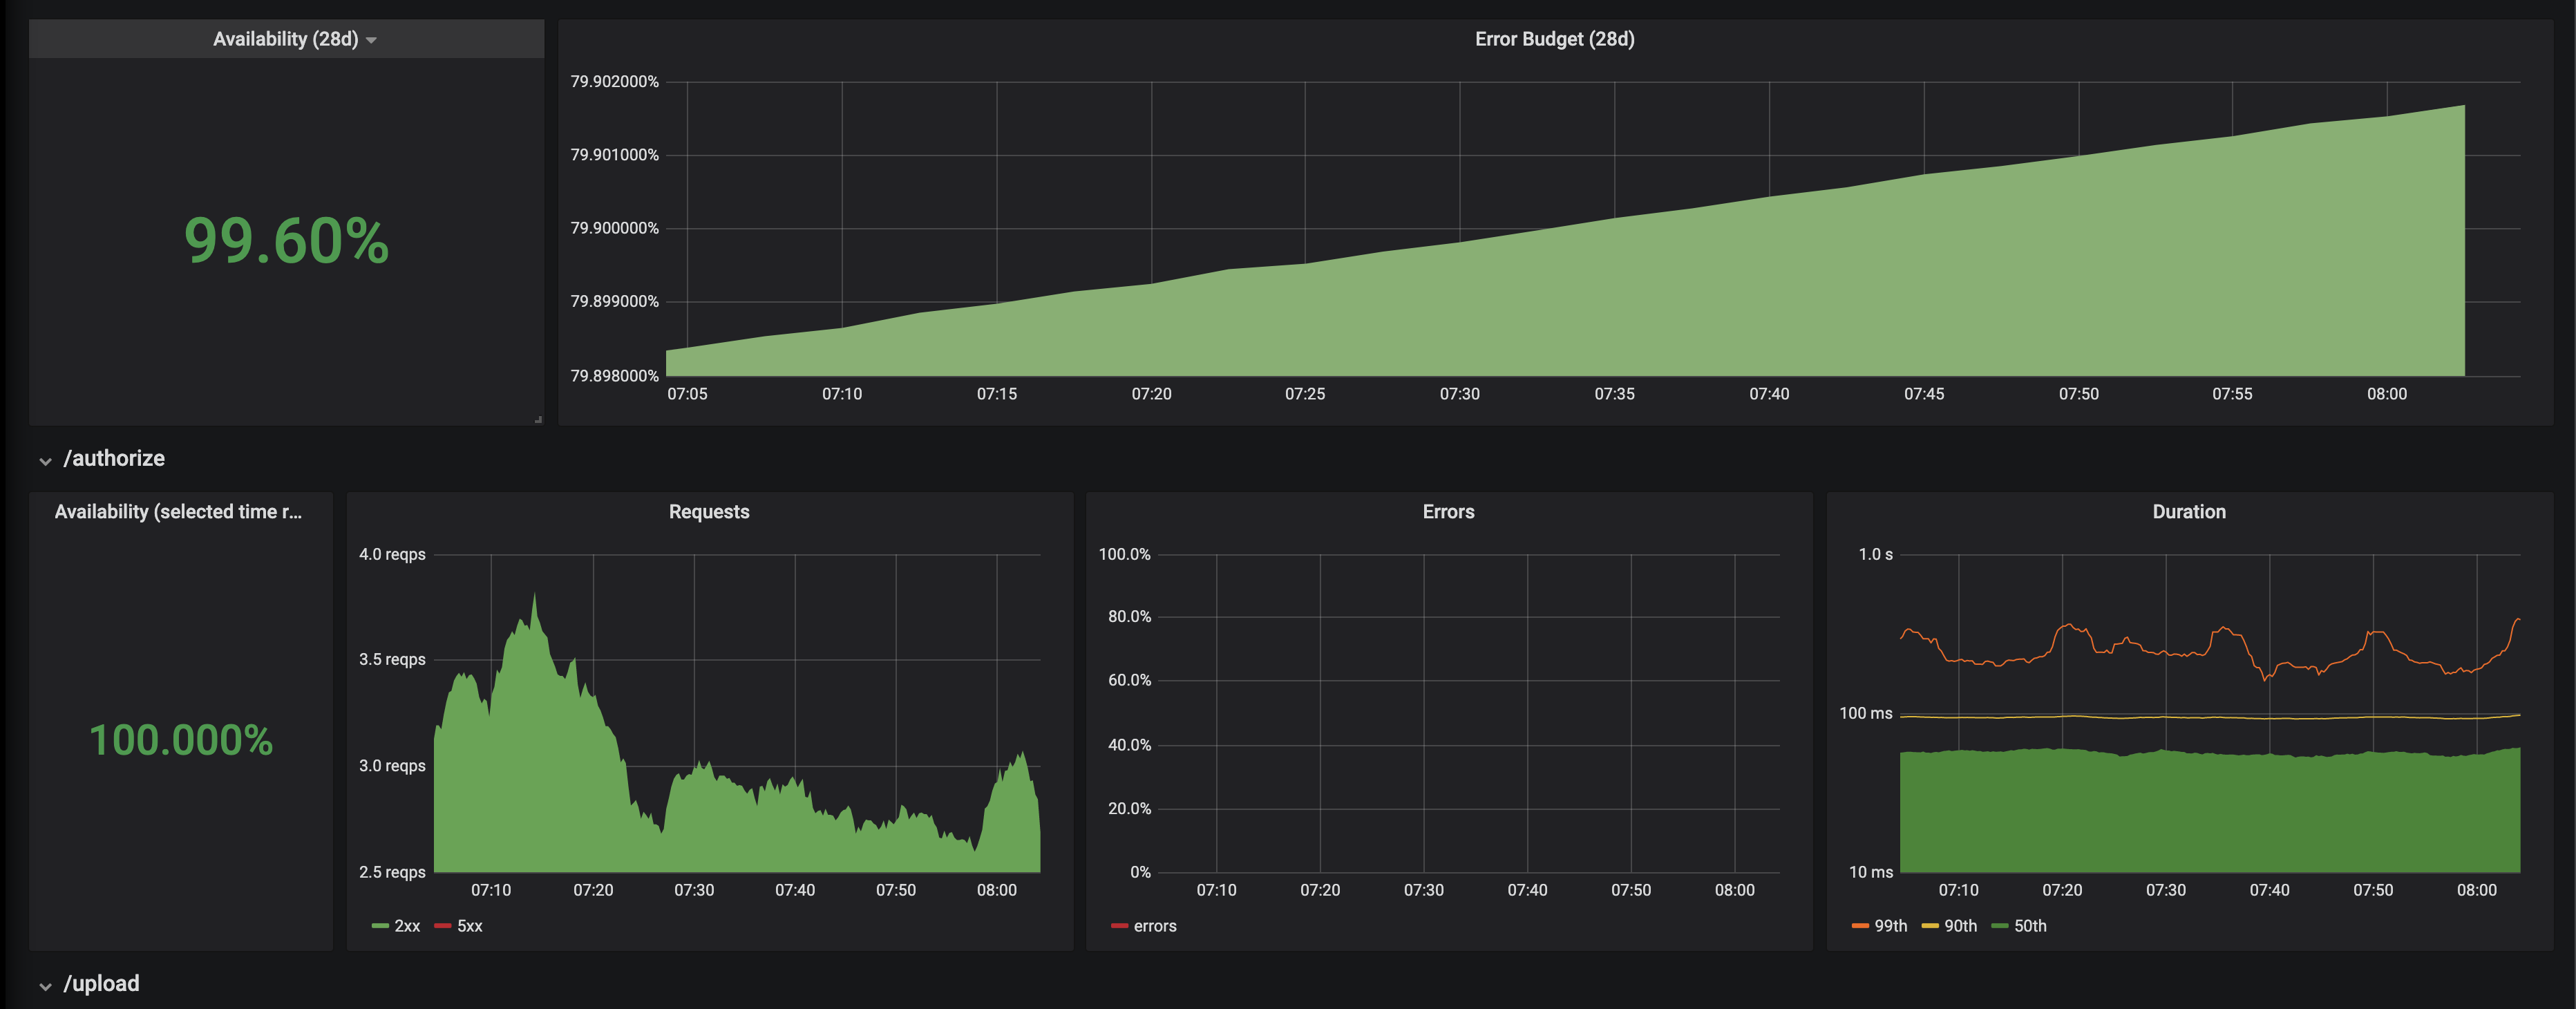 Availability (28d)
99.60%
Error Budget (28d)
79.902000%
79.901000%
79.900000%
79.899000%
79.898000%
07:05 07:10 07:15 07:20 07:25 07:30 07:35 07:40 07:45 07:50 07:55 08:00
/authorize
Availability (selected time r...
100.000%
Requests
4.0 reqps
3.5 reqps
3.0 reqps
2.5 reqps
07:10 07:20 07:30 07:40 07:50 08:00
2xx 5xx
Errors
100.0%
80.0%
60.0%
40.0%
20.0%
0%
07:10 07:20 07:30 07:40 07:50 08:00
errors
Duration
1.0 s
100 ms
10 ms
07:10 07:20 07:30 07:40 07:50 08:00
99th 90th 50th
/upload